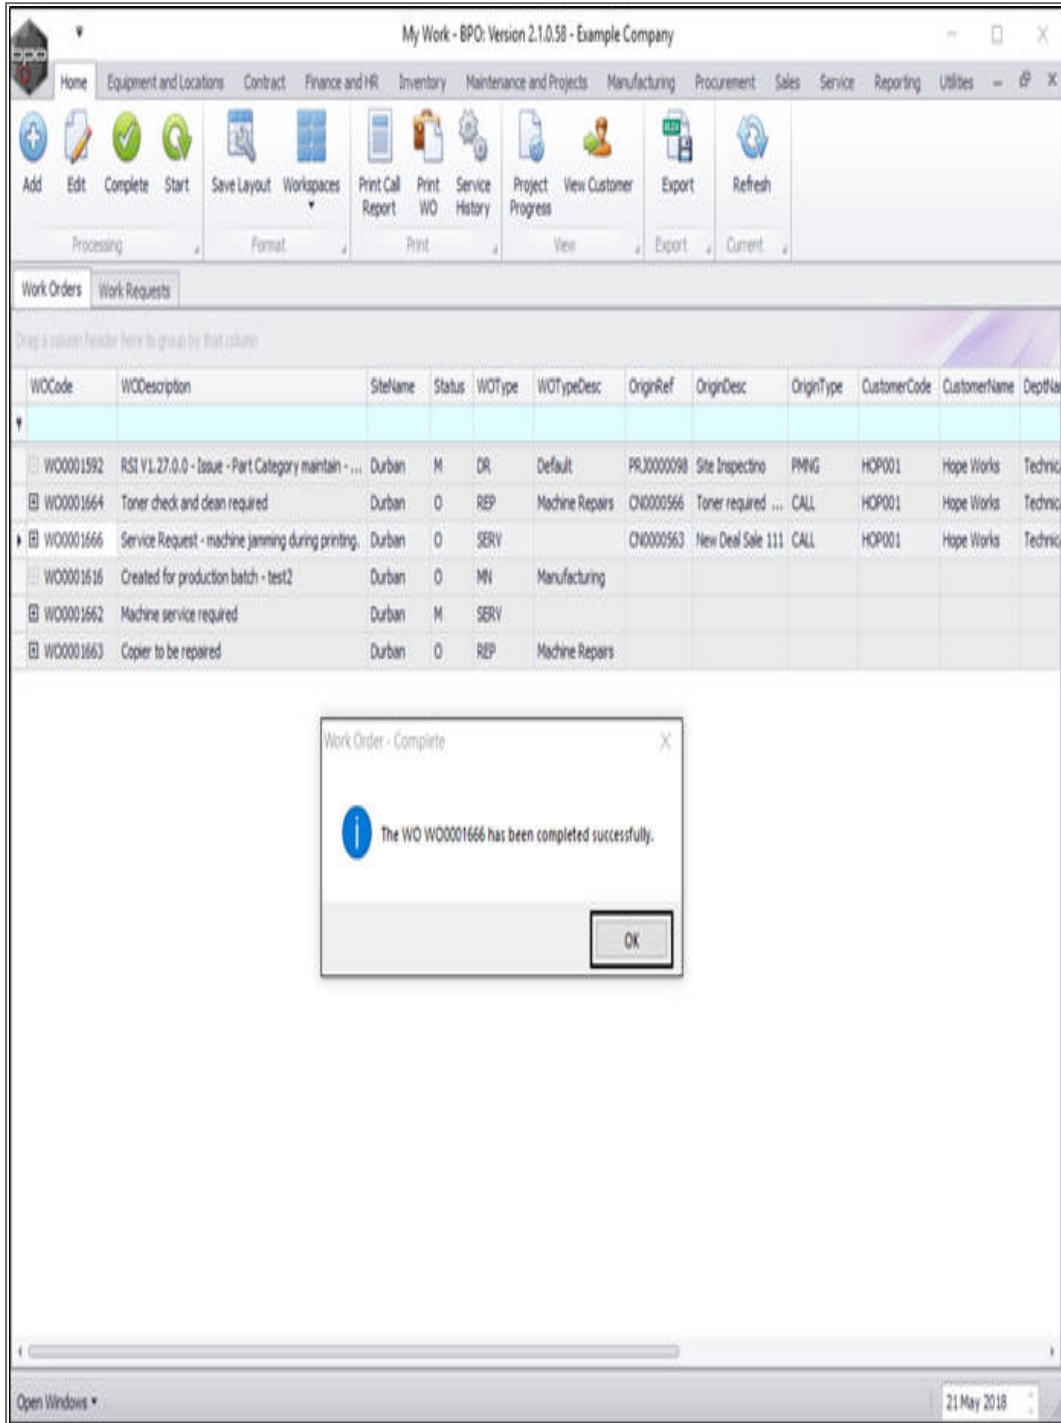 My Work - BPO: Version 2.1.0.58 - Example Company
bpo
Home Equipment and Locations Contract Finance and HR Inventory Maintenance and Projects Manufacturing Procurement Sales Service Reporting Utilities
Add Edit Complete Start Save Layout Workspaces Print Call Report Print WO Service History Project Progress View Customer Export Refresh
Processing Format Print View Export Current
Work Orders Work Requests
Drag a column header here to group by that column
WOCode WODescription SiteName Status WOType WOTypeDesc OriginRef OriginDesc OriginType CustomerCode CustomerName DeptNa
WO0001592 RSI V1.27.0.0 - Issue - Part Category maintain - ... Durban M DR Default PRJ0000098 Site Inspectino PMNG HOP001 Hope Works Technic
WO0001664 Toner check and clean required Durban O REP Machine Repairs CN0000566 Toner required ... CALL HOP001 Hope Works Technic
WO0001666 Service Request - machine jamming during printing. Durban O SERV CN0000563 New Deal Sale 111 CALL HOP001 Hope Works Technic
WO0001616 Created for production batch - test2 Durban O MN Manufacturing
WO0001662 Machine service required Durban M SERV
WO0001663 Copier to be repaired Durban O REP Machine Repairs
Work Order - Complete
The WO WO0001666 has been completed successfully.
OK
Open Windows
21 May 2018